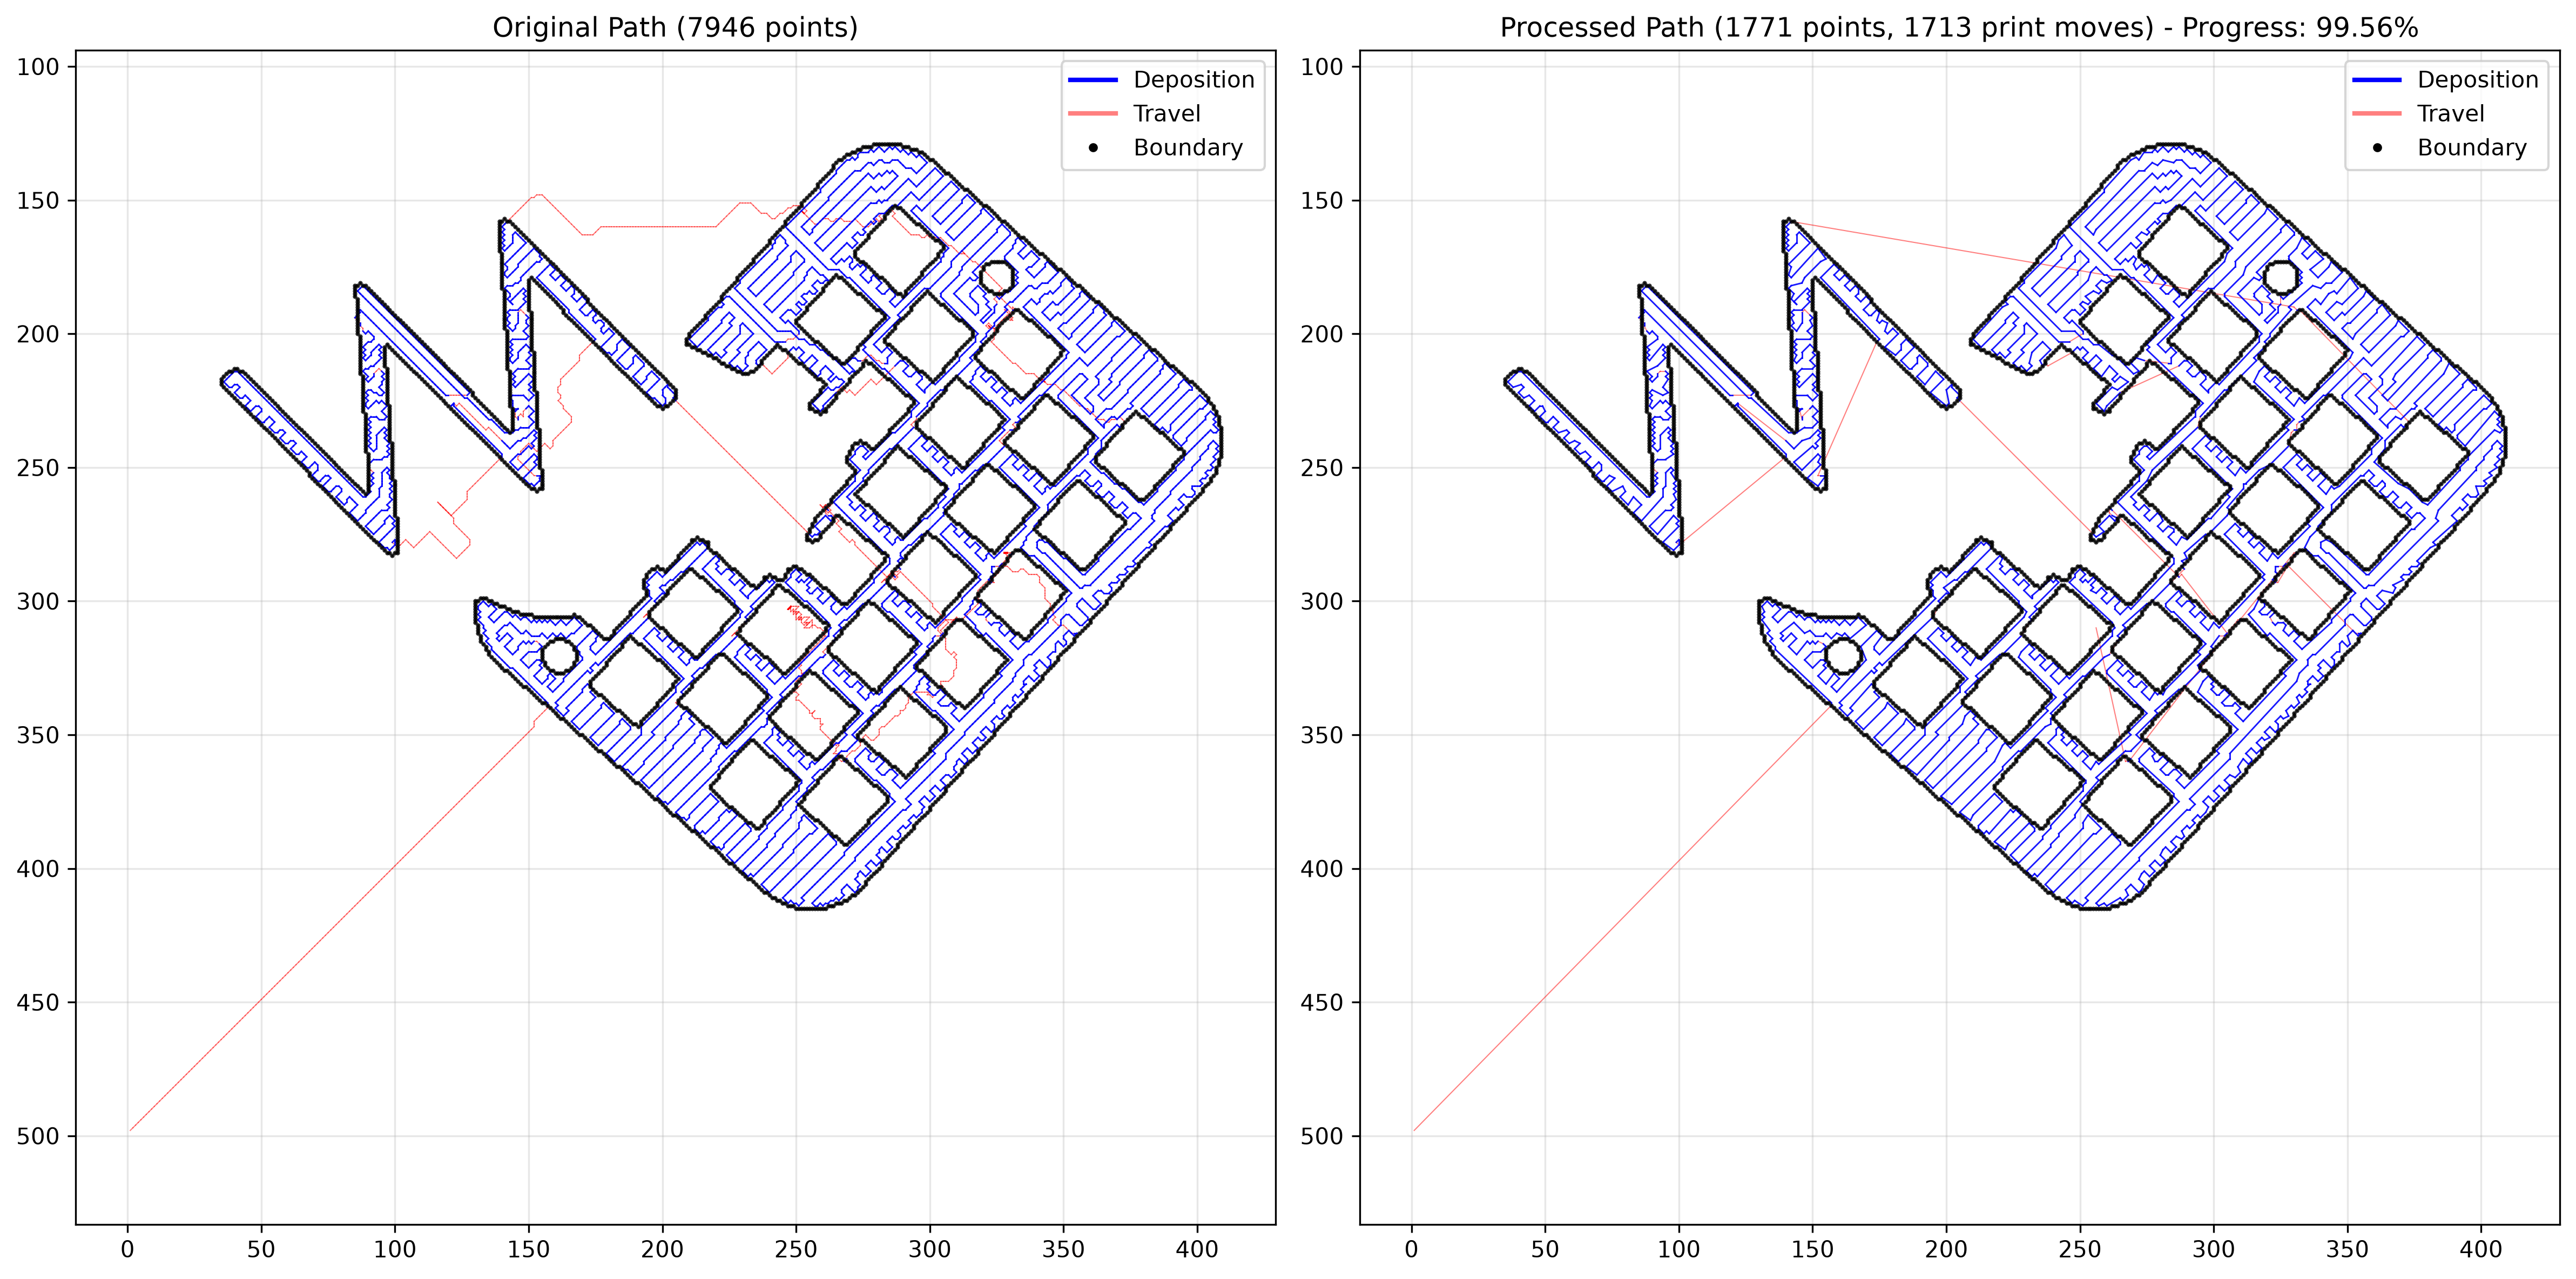 Original Path (7946 points)
100
150
200
250
300
350
400
450
500
0 50 100 150 200 250 300 350 400
Deposition
Travel
Boundary
Processed Path (1771 points, 1713 print moves) - Progress: 99.56%
100
150
200
250
300
350
400
450
500
0 50 100 150 200 250 300 350 400
Deposition
Travel
Boundary